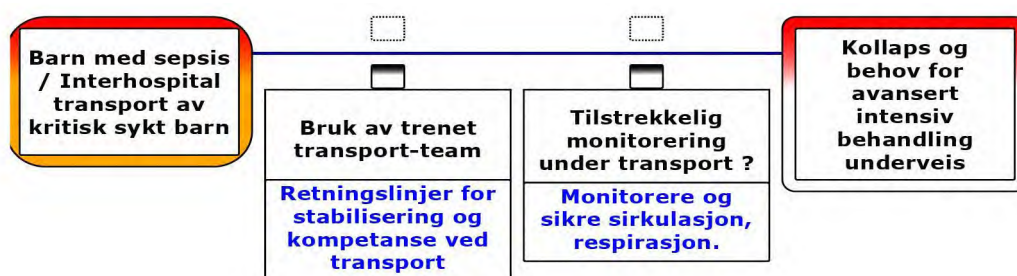 Barn med sepsis
/ Interhospital
transport av
kritisk sykt barn
Bruk av trenet
transport-team
Retningslinjer for
stabilisering og
kompetanse ved
transport
Tilstrekkelig
monitorering
under transport ?
Monitorere og
sikre sirkulasjon,
respirasjon.
Kollaps og
behov for
avansert
intensiv
behandling
underveis